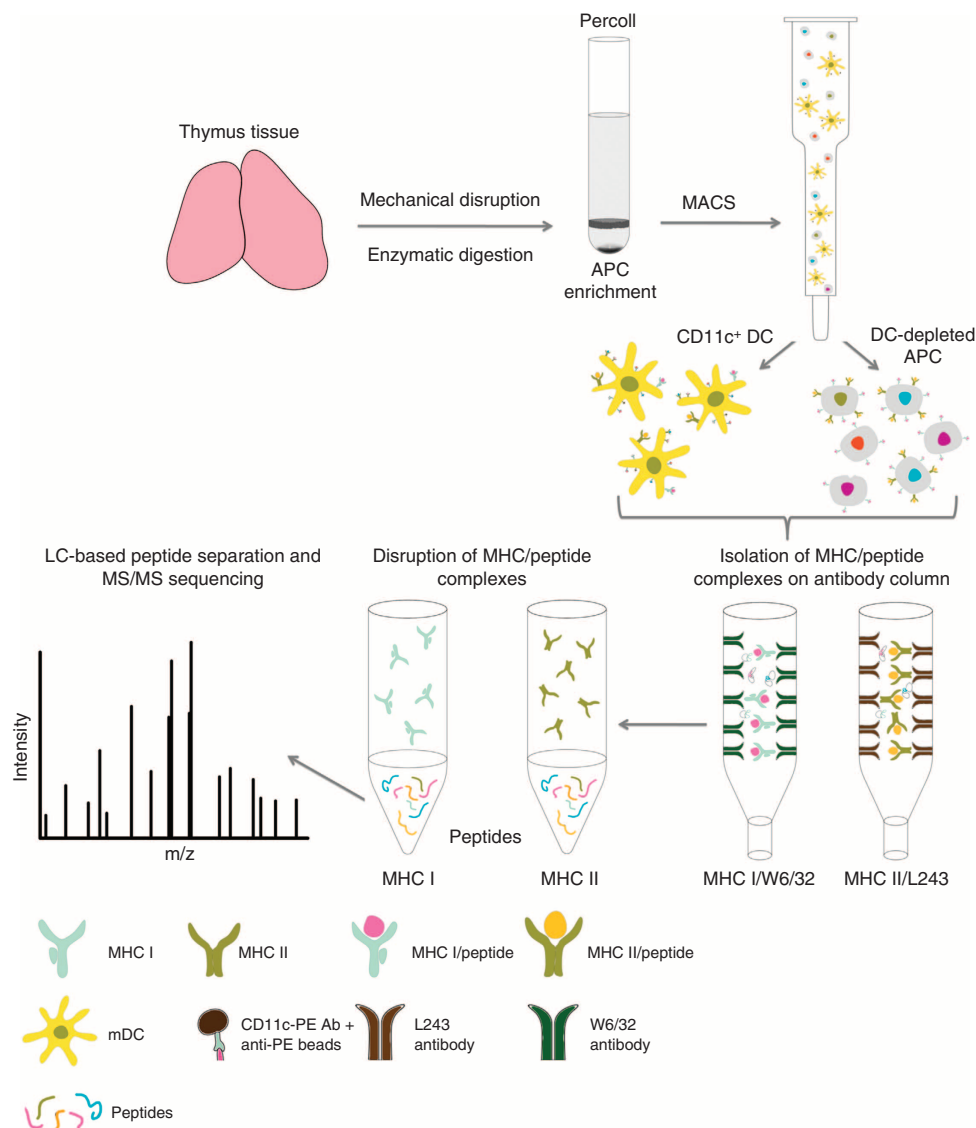 Percoll
Thymus tissue
Mechanical disruption
Enzymatic digestion
MACS
APC
enrichment
CD11c⁺ DC
DC-depleted
APC
LC-based peptide separation and
MS/MS sequencing
Disruption of MHC/peptide
complexes
Isolation of MHC/peptide
complexes on antibody column
Intensity
m/z
Peptides
MHC I
MHC II
MHC I/W6/32
MHC II/L243
MHC I
MHC II
MHC I/peptide
MHC II/peptide
mDC
CD11c-PE Ab +
anti-PE beads
L243
antibody
W6/32
antibody
Peptides